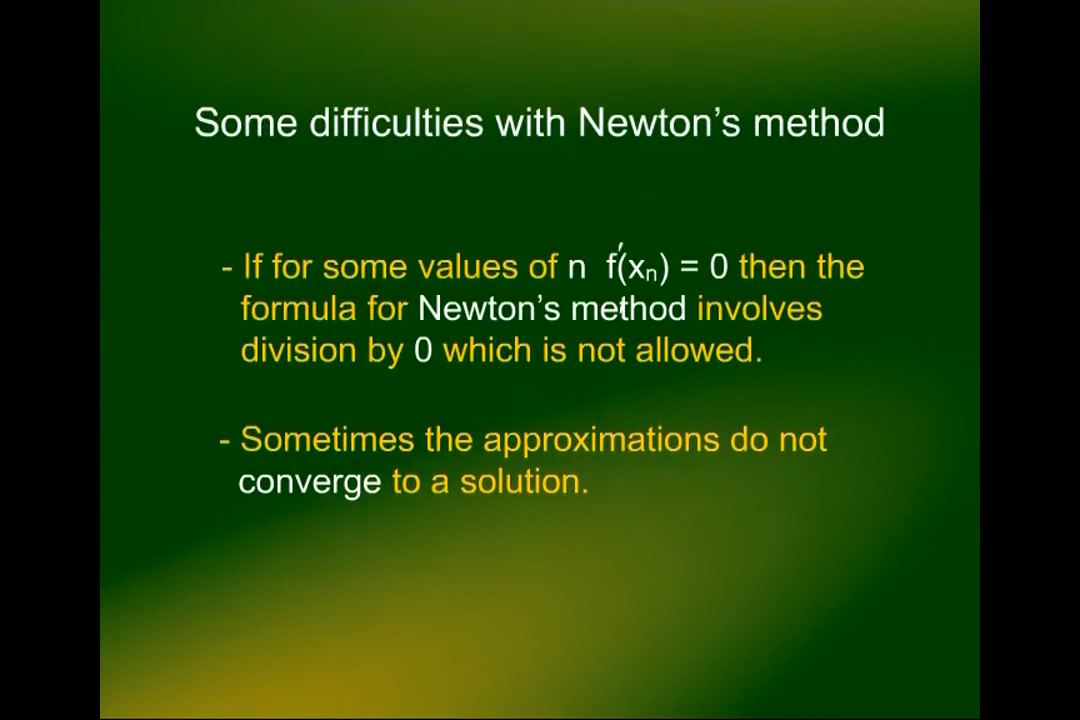 Some difficulties with Newton’s method
- If for some values of n f′(xₙ) = 0 then the
formula for Newton’s method involves
division by 0 which is not allowed.
- Sometimes the approximations do not
converge to a solution.